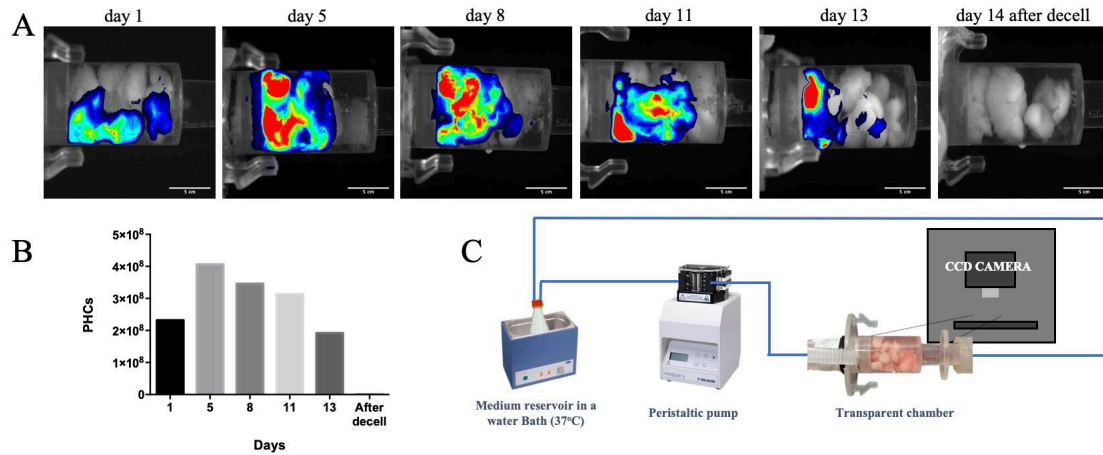 A
day 1
day 5
day 8
day 11
day 13
day 14 after decell
5 cm
5 cm
5 cm
5 cm
5 cm
5 cm
B
PHCs
5×10⁸
4×10⁸
3×10⁸
2×10⁸
1×10⁸
0
1
5
8
11
13
After
decell
Days
C
CCD CAMERA
GILSON
Medium reservoir in a
water Bath (37ºC)
Peristaltic pump
Transparent chamber